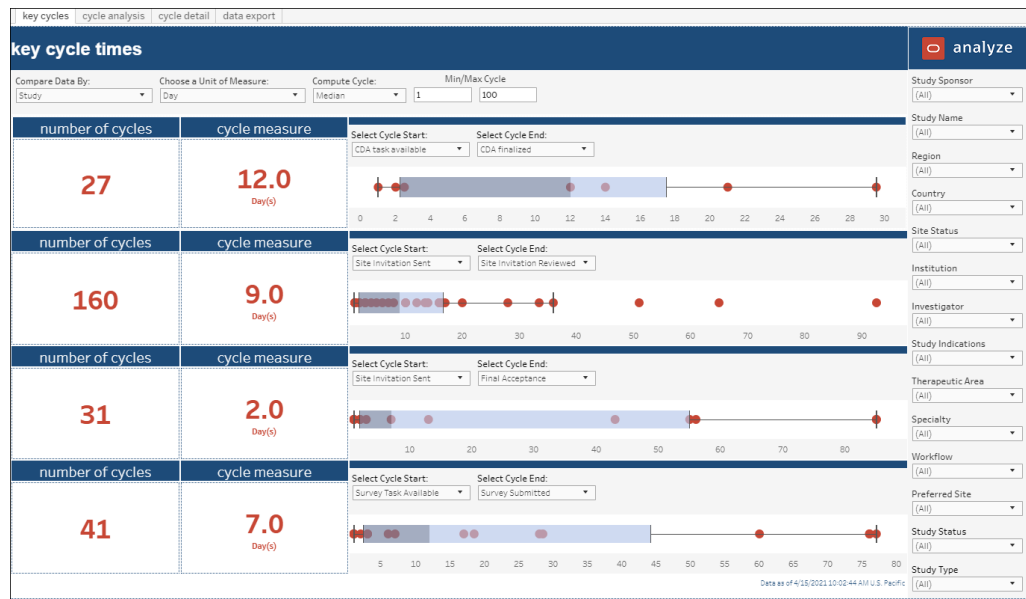 key cycles cycle analysis cycle detail data export
key cycle times
analyze
Compare Data By: Choose a Unit of Measure: Compute Cycle: Min/Max Cycle
Study Day Median 1 100
number of cycles cycle measure
Select Cycle Start: Select Cycle End:
CDA task available CDA finalized
27 12.0
Day(s)
0 2 4 6 8 10 12 14 16 18 20 22 24 26 28 30
number of cycles cycle measure
Select Cycle Start: Select Cycle End:
Site Invitation Sent Site Invitation Reviewed
160 9.0
Day(s)
10 20 30 40 50 60 70 80 90
number of cycles cycle measure
Select Cycle Start: Select Cycle End:
Site Invitation Sent Final Acceptance
31 2.0
Day(s)
10 20 30 40 50 60 70 80
number of cycles cycle measure
Select Cycle Start: Select Cycle End:
Survey Task Available Survey Submitted
41 7.0
Day(s)
5 10 15 20 25 30 35 40 45 50 55 60 65 70 75 80
Data as of 4/15/2021 10:02:44 AM U.S. Pacific
Study Sponsor
(All)
Study Name
(All)
Region
(All)
Country
(All)
Site Status
(All)
Institution
(All)
Investigator
(All)
Study Indications
(All)
Therapeutic Area
(All)
Specialty
(All)
Workflow
(All)
Preferred Site
(All)
Study Status
(All)
Study Type
(All)